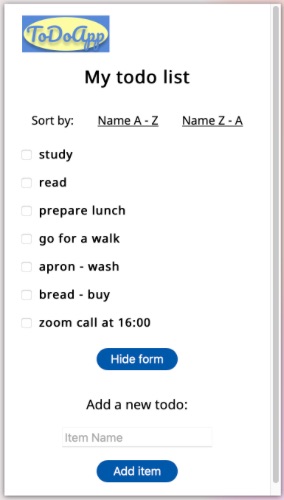 ToDoApp
My todo list
Sort by: Name A - Z Name Z - A
study
read
prepare lunch
go for a walk
apron - wash
bread - buy
zoom call at 16:00
Hide form
Add a new todo:
Item Name
Add item